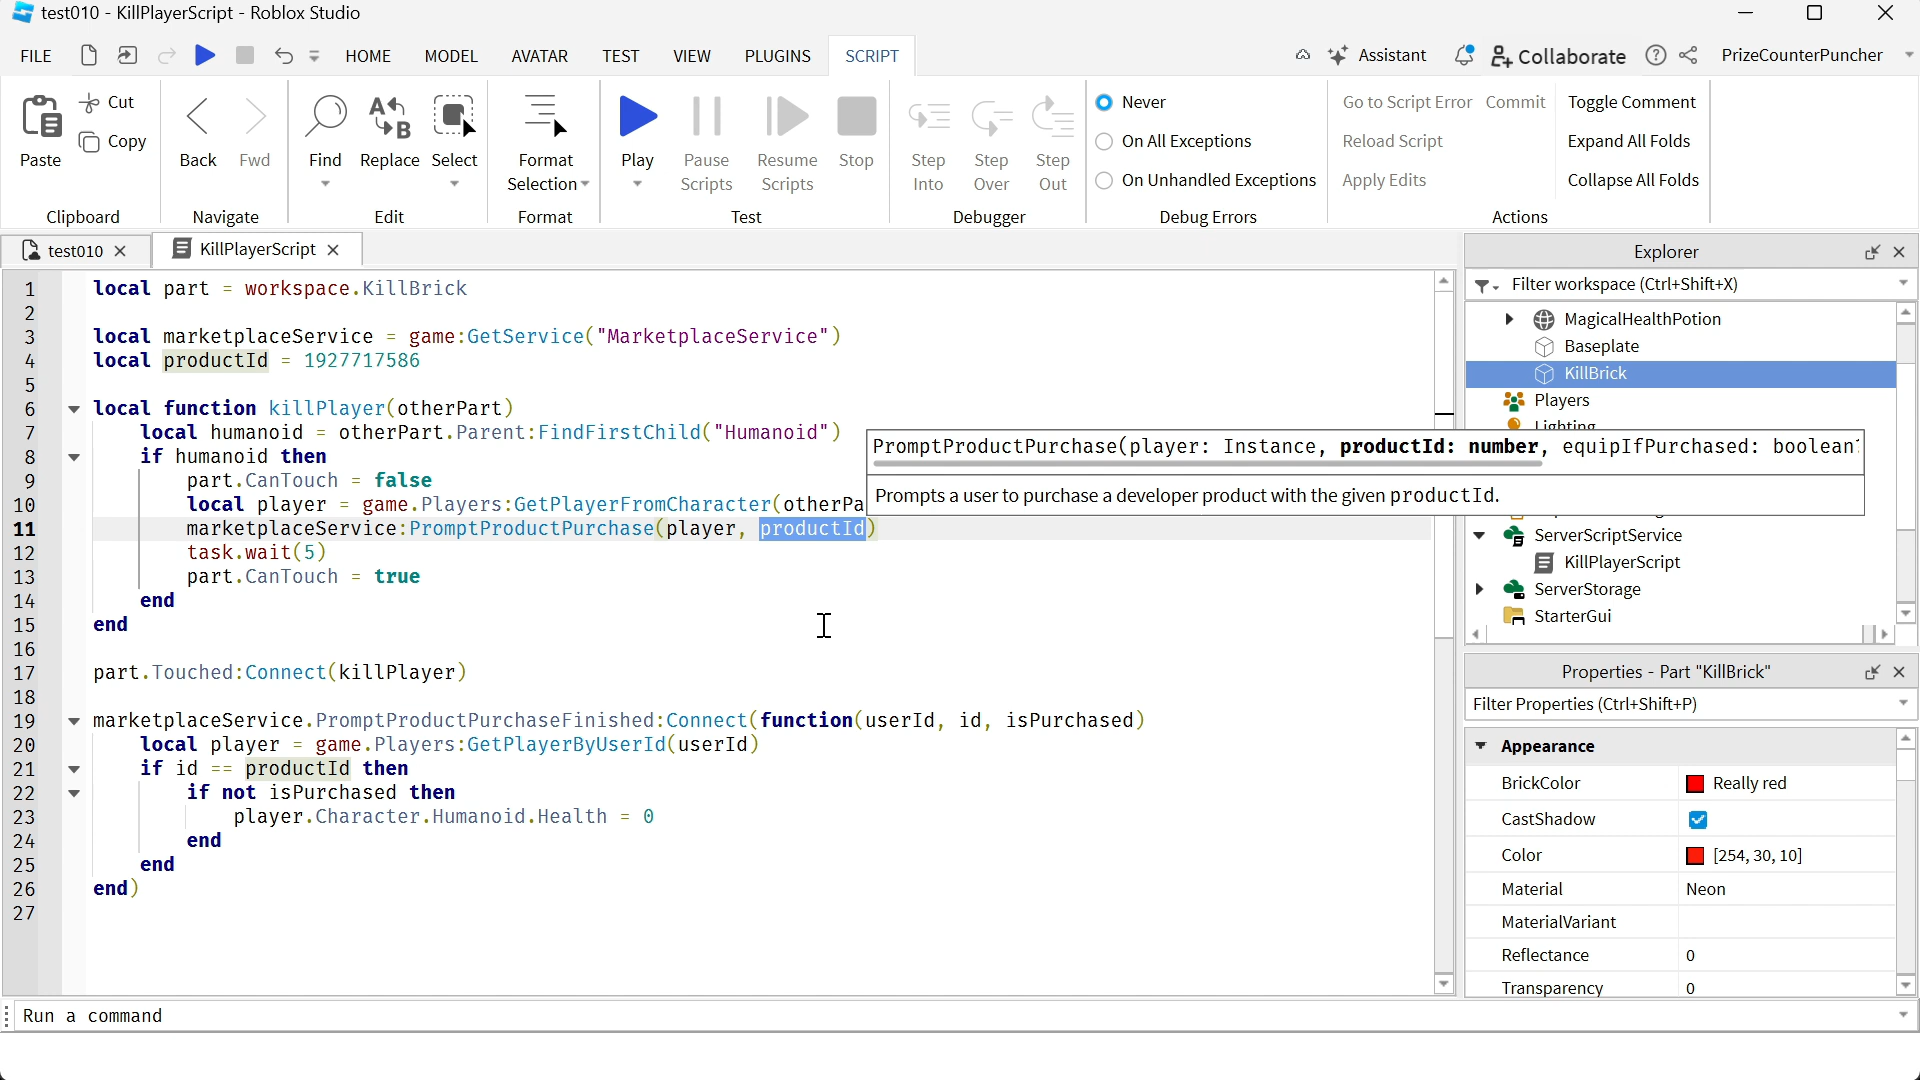 test010 - KillPlayerScript - Roblox Studio
FILE HOME MODEL AVATAR TEST VIEW PLUGINS SCRIPT Assistant Collaborate PrizeCounterPuncher
Paste Cut Copy
Clipboard
Back Fwd
Navigate
Find Replace Select
Edit
Format Selection
Format
Play Pause Scripts Resume Scripts Stop
Test
Step Into Step Over Step Out
Debugger
Never
On All Exceptions
On Unhandled Exceptions
Debug Errors
Go to Script Error Commit Toggle Comment
Reload Script Expand All Folds
Apply Edits Collapse All Folds
Actions
test010 KillPlayerScript
1 local part = workspace.KillBrick
2
3 local marketplaceService = game:GetService("MarketplaceService")
4 local productId = 1927717586
5
6 local function killPlayer(otherPart)
7 local humanoid = otherPart.Parent:FindFirstChild("Humanoid")
8 if humanoid then
9 part.CanTouch = false
10 local player = game.Players:GetPlayerFromCharacter(otherPa
11 marketplaceService:PromptProductPurchase(player, productId)
12 task.wait(5)
13 part.CanTouch = true
14 end
15 end
16
17 part.Touched:Connect(killPlayer)
18
19 marketplaceService.PromptProductPurchaseFinished:Connect(function(userId, id, isPurchased)
20 local player = game.Players:GetPlayerByUserId(userId)
21 if id == productId then
22 if not isPurchased then
23 player.Character.Humanoid.Health = 0
24 end
25 end
26 end)
27
PromptProductPurchase(player: Instance, productId: number, equipIfPurchased: boolean?
Prompts a user to purchase a developer product with the given productId.
Explorer
Filter workspace (Ctrl+Shift+X)
MagicalHealthPotion
Baseplate
KillBrick
Players
Lighting
ServerScriptService
KillPlayerScript
ServerStorage
StarterGui
Properties - Part "KillBrick"
Filter Properties (Ctrl+Shift+P)
Appearance
BrickColor Really red
CastShadow
Color [254, 30, 10]
Material Neon
MaterialVariant
Reflectance 0
Transparency 0
Run a command